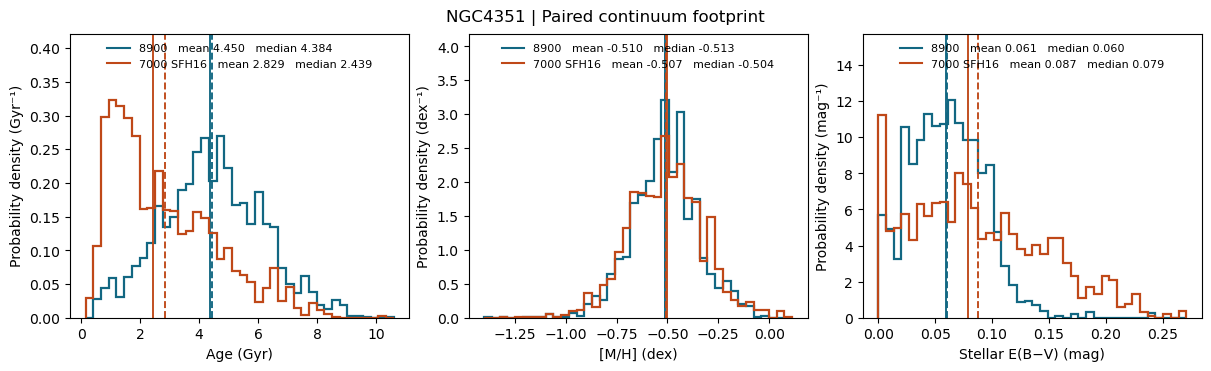 NGC4351 | Paired continuum footprint
8900 mean 4.450 median 4.384
7000 SFH16 mean 2.829 median 2.439
Probability density (Gyr⁻¹)
0.40
0.35
0.30
0.25
0.20
0.15
0.10
0.05
0.00
0 2 4 6 8 10
Age (Gyr)
8900 mean -0.510 median -0.513
7000 SFH16 mean -0.507 median -0.504
Probability density (dex⁻¹)
4.0
3.5
3.0
2.5
2.0
1.5
1.0
0.5
0.0
−1.25 −1.00 −0.75 −0.50 −0.25 0.00
[M/H] (dex)
8900 mean 0.061 median 0.060
7000 SFH16 mean 0.087 median 0.079
Probability density (mag⁻¹)
14
12
10
8
6
4
2
0
0.00 0.05 0.10 0.15 0.20 0.25
Stellar E(B−V) (mag)